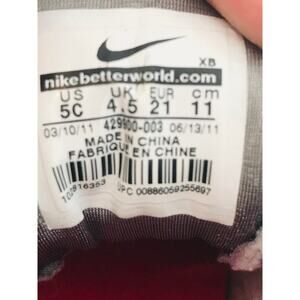 XB
nikebetterworld.com
US UK EUR cm
5C 4.5 21 11
03/10/11 429900-003 06/13/11
MADE IN CHINA
FABRIQUE EN CHINE
UPC 00886059255697